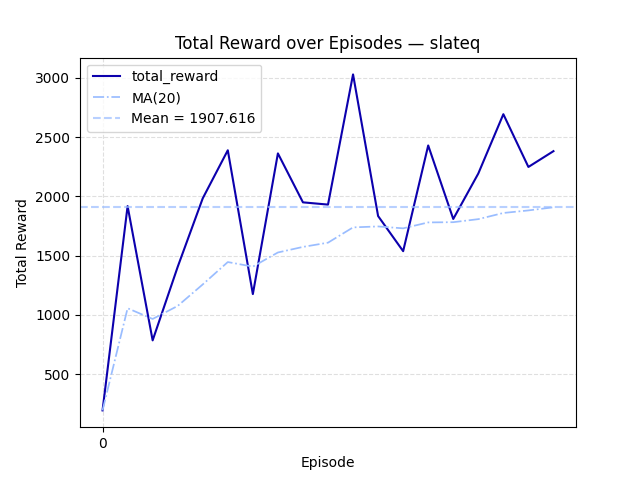 Total Reward over Episodes — slateq
total_reward
MA(20)
Mean = 1907.616
3000
2500
2000
1500
1000
500
Total Reward
0
Episode